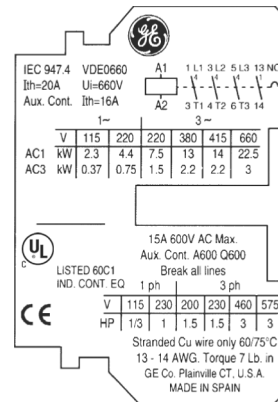 GE
IEC 947.4 VDE0660
Ith=20A Ui=660V
Aux. Cont. Ith=16A
A1
A2
1 L1 3 L2 5 L3 13 NO
3 T1 4 T2 6 T3 14
1~ 3~
V 115 220 220 380 415 660
AC1 kW 2.3 4.4 7.5 13 14 22.5
AC3 kW 0.37 0.75 1.5 2.2 2.2 3
UL
C
LISTED 60C1
IND. CONT. EQ
15A 600V AC Max.
Aux. Cont. A600 Q600
Break all lines
1 ph 3 ph
V 115 230 200 230 460 575
HP 1/3 1 1.5 1.5 3 3
CE
Stranded Cu wire only 60/75°C
13 - 14 AWG. Torque 7 Lb. in
GE Co. Plainville CT, U.S.A.
MADE IN SPAIN